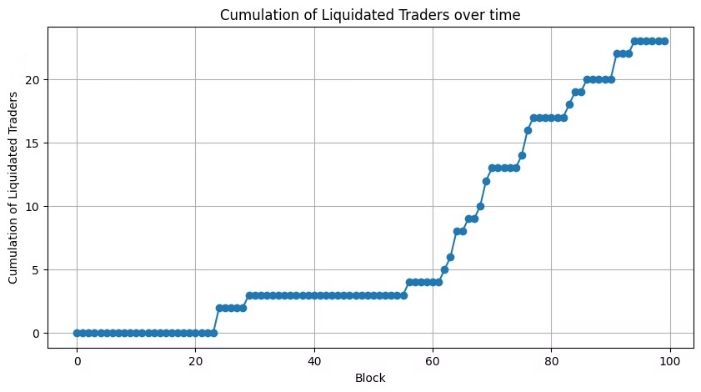 Cumulation of Liquidated Traders over time
Cumulation of Liquidated Traders
20
15
10
5
0
0 20 40 60 80 100
Block